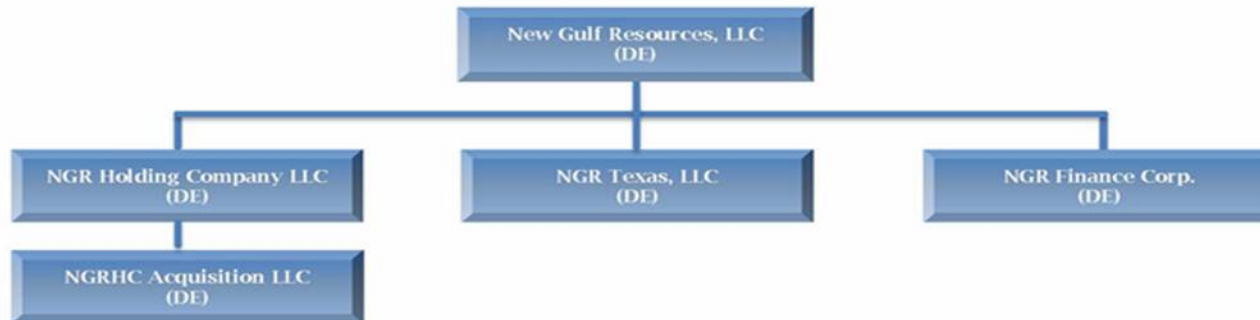 New Gulf Resources, LLC
(DE)
NGR Holding Company LLC
(DE)
NGR Texas, LLC
(DE)
NGR Finance Corp.
(DE)
NGRHC Acquisition LLC
(DE)